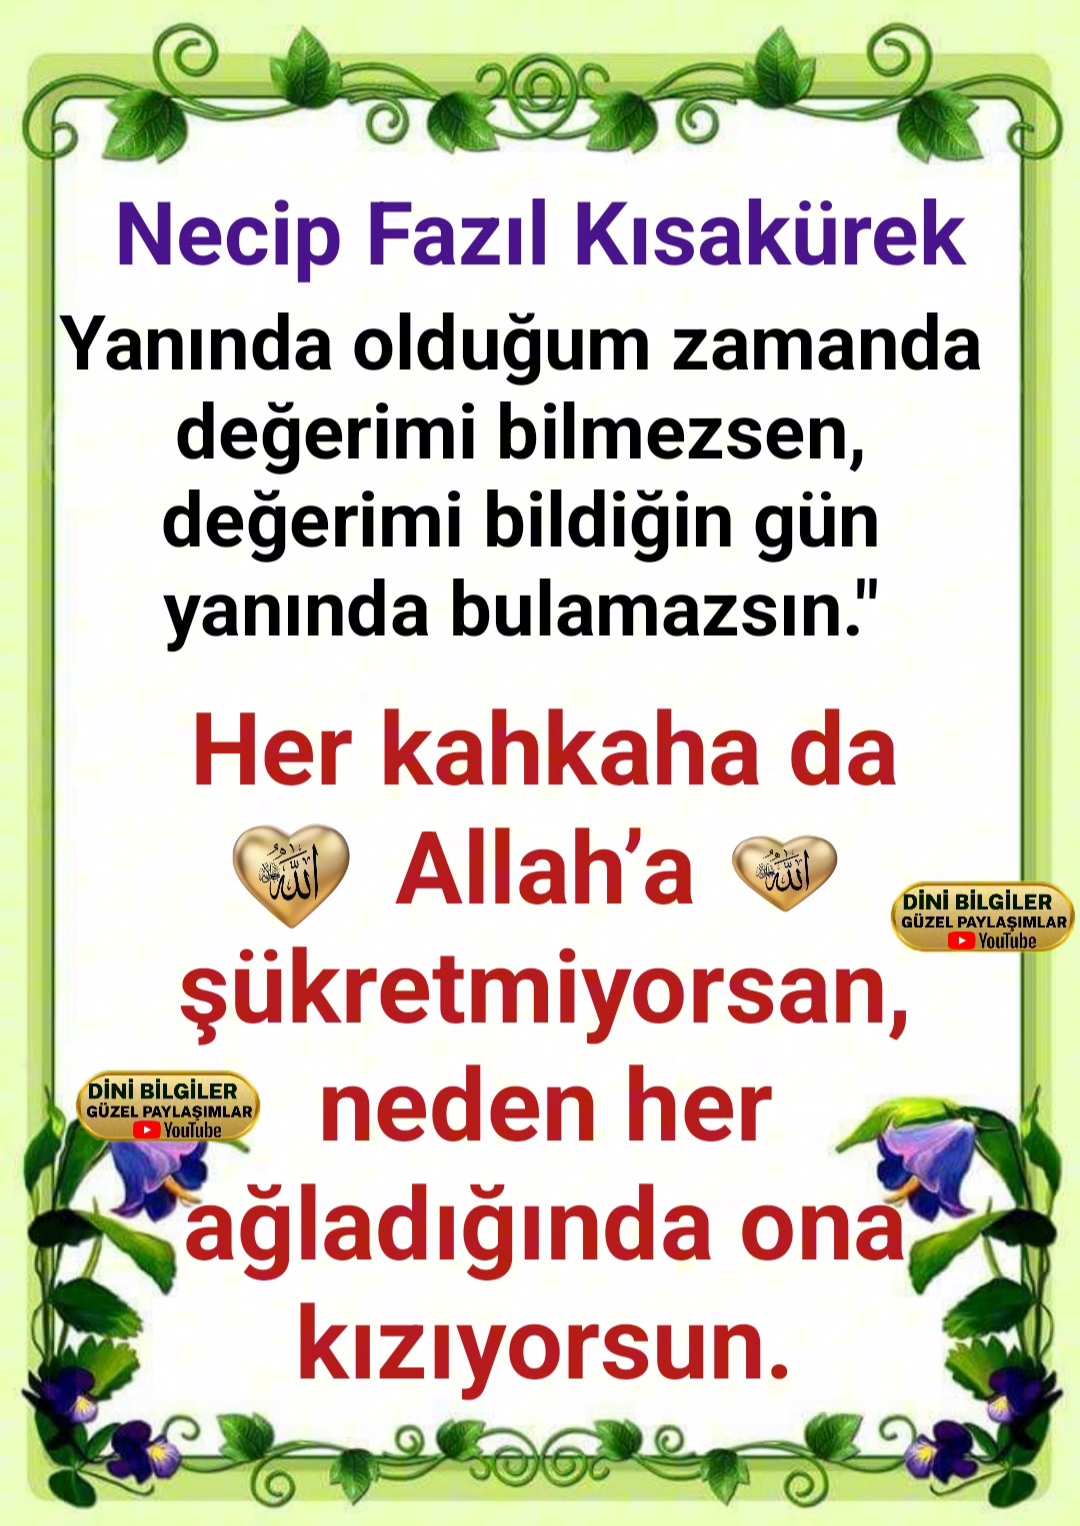 Necip Fazıl Kısakürek
Yanında olduğum zamanda
değerimi bilmezsen,
değerimi bildiğin gün
yanında bulamazsın."
Her kahkaha da
الله Allah’a الله
DİNİ BİLGİLER
GÜZEL PAYLAŞIMLAR
YouTube
şükretmiyorsan,
neden her
DİNİ BİLGİLER
GÜZEL PAYLAŞIMLAR
YouTube
ağladığında ona
kızıyorsun.